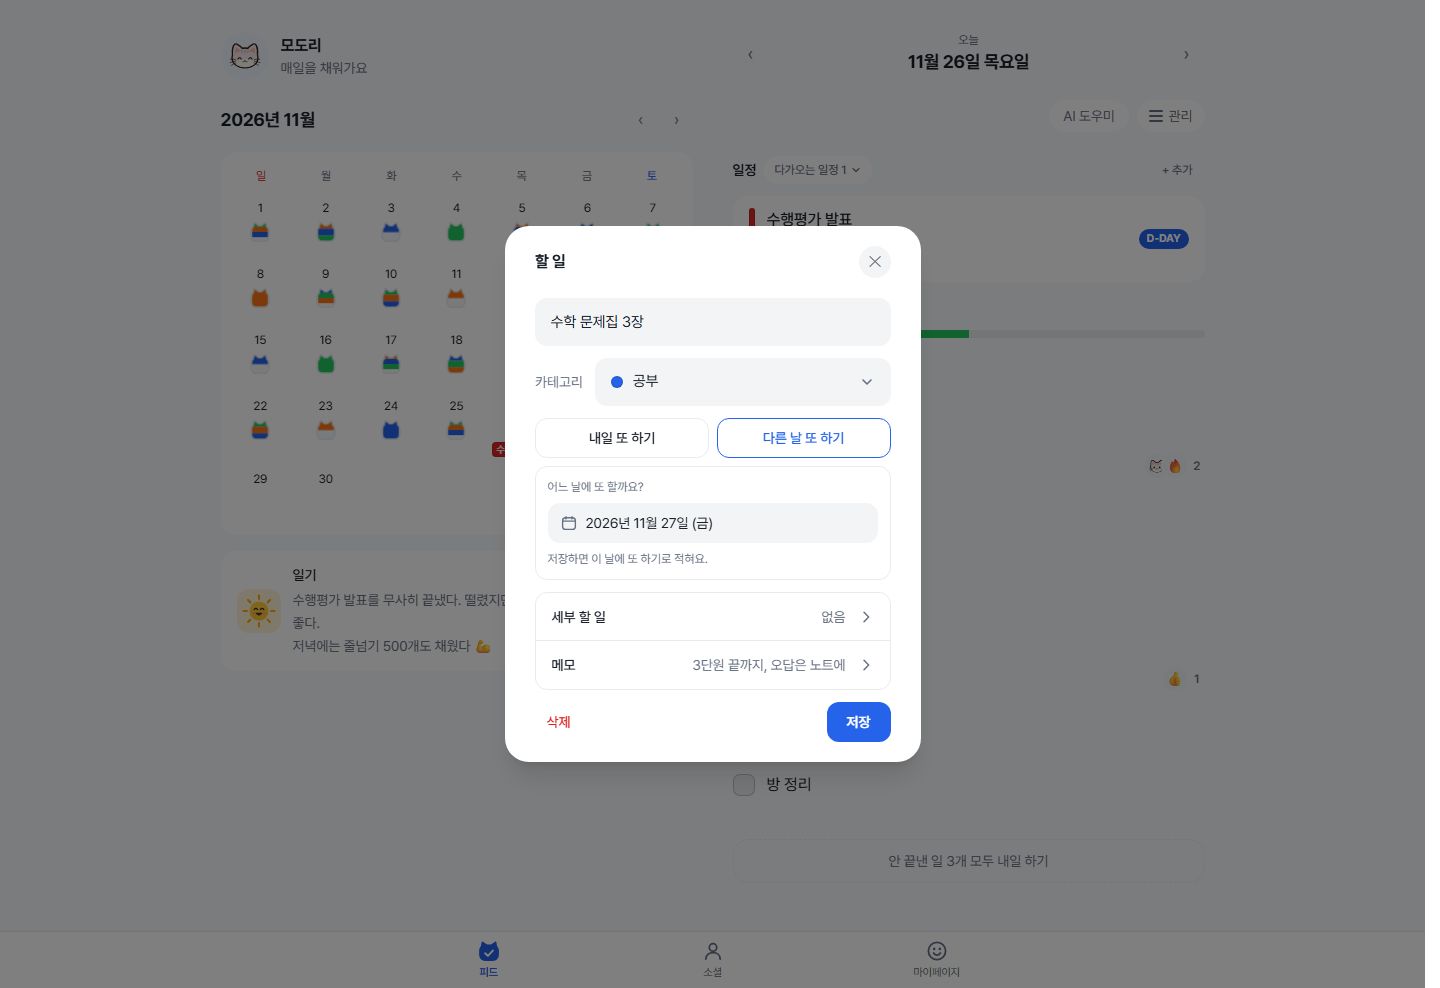 모도리
매일을 채워가요
2026년 11월
일 월 화 수 목 금 토
1 2 3 4 5 6 7
8 9 10 11
15 16 17 18
22 23 24 25
수
29 30
일기
수행평가 발표를 무사히 끝냈다. 떨렸지만
좋다.
저녁에는 줄넘기 500개도 채웠다 💪
오늘
11월 26일 목요일
AI 도우미
관리
일정
다가오는 일정 1
+ 추가
수행평가 발표
D-DAY
2
1
방 정리
안 끝낸 일 3개 모두 내일 하기
할 일
수학 문제집 3장
카테고리
공부
내일 또 하기
다른 날 또 하기
어느 날에 또 할까요?
2026년 11월 27일 (금)
저장하면 이 날에 또 하기로 적혀요.
세부 할 일
없음
메모
3단원 끝까지, 오답은 노트에
삭제
저장
피드
소셜
마이페이지